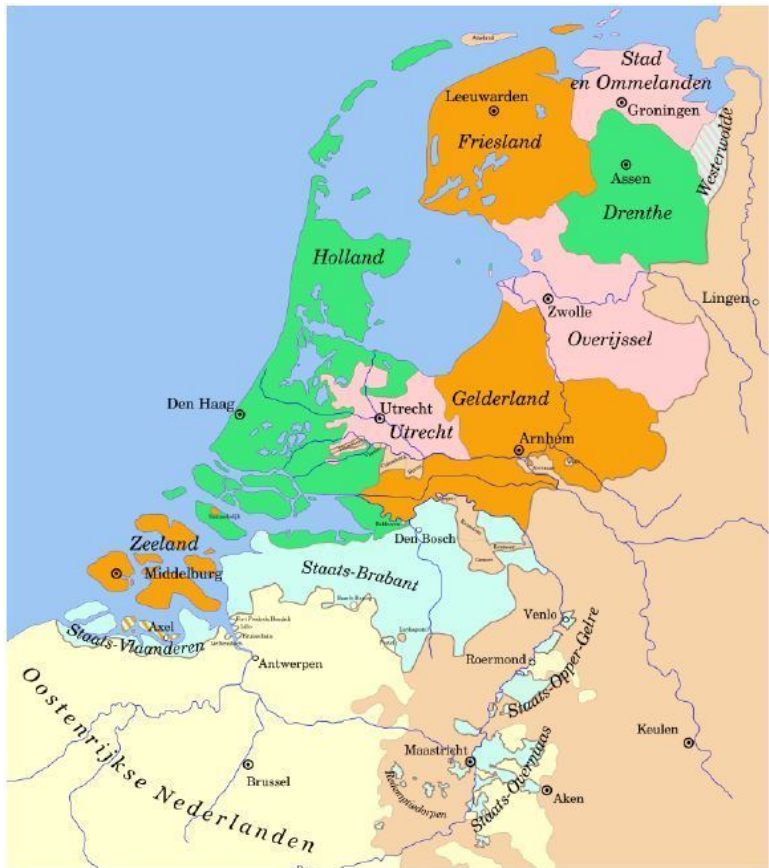 Ameland
Stad
en Ommelanden
Leeuwarden
Groningen
Friesland
Westerwolde
Assen
Drenthe
Holland
Lingen
Zwolle
Overijssel
Gelderland
Den Haag
Utrecht
Utrecht
Arnhem
Den Bosch
Zeeland
Middelburg
Staats-Brabant
Axel
Staats-Vlaanderen
Venlo
Antwerpen
Roermond
Staats-Opper-Gelre
Oostenrijkse Nederlanden
Keulen
Maastricht
Brussel
Redemptiedorpen
Staats-Overmaas
Aken